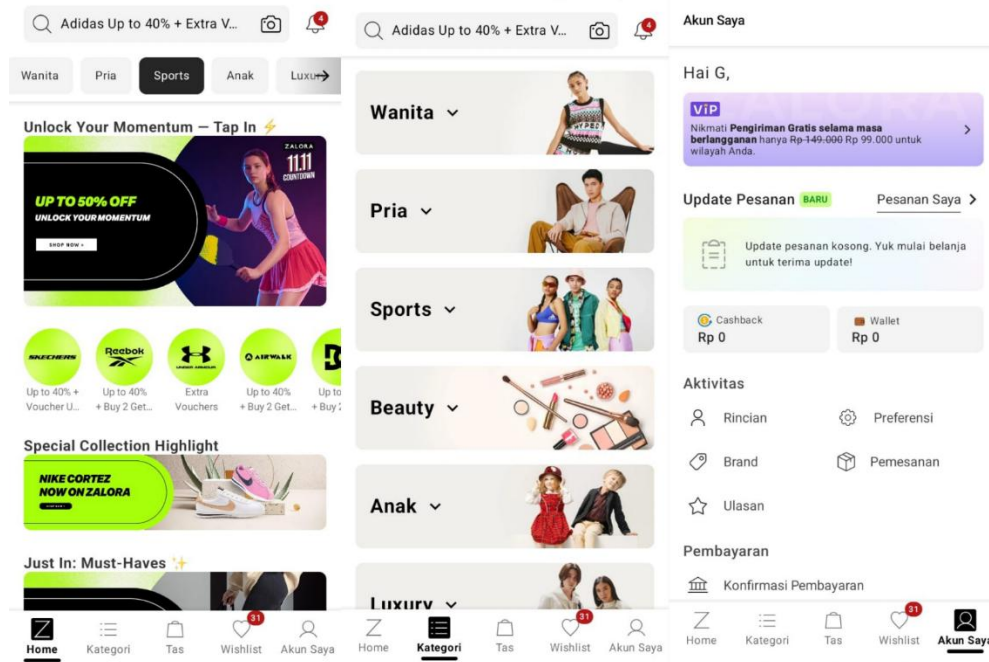 Adidas Up to 40% + Extra V...
4
Wanita
Pria
Sports
Anak
Luxu
Unlock Your Momentum — Tap In ⚡
ZALORA
11.11
COUNTDOWN
UP TO 50% OFF
UNLOCK YOUR MOMENTUM
SHOP NOW >
SKECHERS
Reebok
UNDER ARMOUR
AIRWALK
Up to 40% +
Voucher U...
Up to 40%
+ Buy 2 Get...
Extra
Vouchers
Up to 40%
+ Buy 2 Get...
Up to
+ Buy 2
Special Collection Highlight
NIKE CORTEZ
NOW ON ZALORA
Just In: Must-Haves ✨
31
Home
Kategori
Tas
Wishlist
Akun Saya
Adidas Up to 40% + Extra V...
4
Wanita
Pria
HYPEC
Sports
Beauty
Anak
Luxury
31
Home
Kategori
Tas
Wishlist
Akun Saya
Akun Saya
Hai G,
ViP
Nikmati Pengiriman Gratis selama masa
berlangganan hanya Rp 149.000 Rp 99.000 untuk
wilayah Anda.
Update Pesanan BARU
Pesanan Saya
Update pesanan kosong. Yuk mulai belanja
untuk terima update!
Cashback
Rp 0
Wallet
Rp 0
Aktivitas
Rincian
Preferensi
Brand
Pemesanan
Ulasan
Pembayaran
Konfirmasi Pembayaran
31
Home
Kategori
Tas
Wishlist
Akun Saya